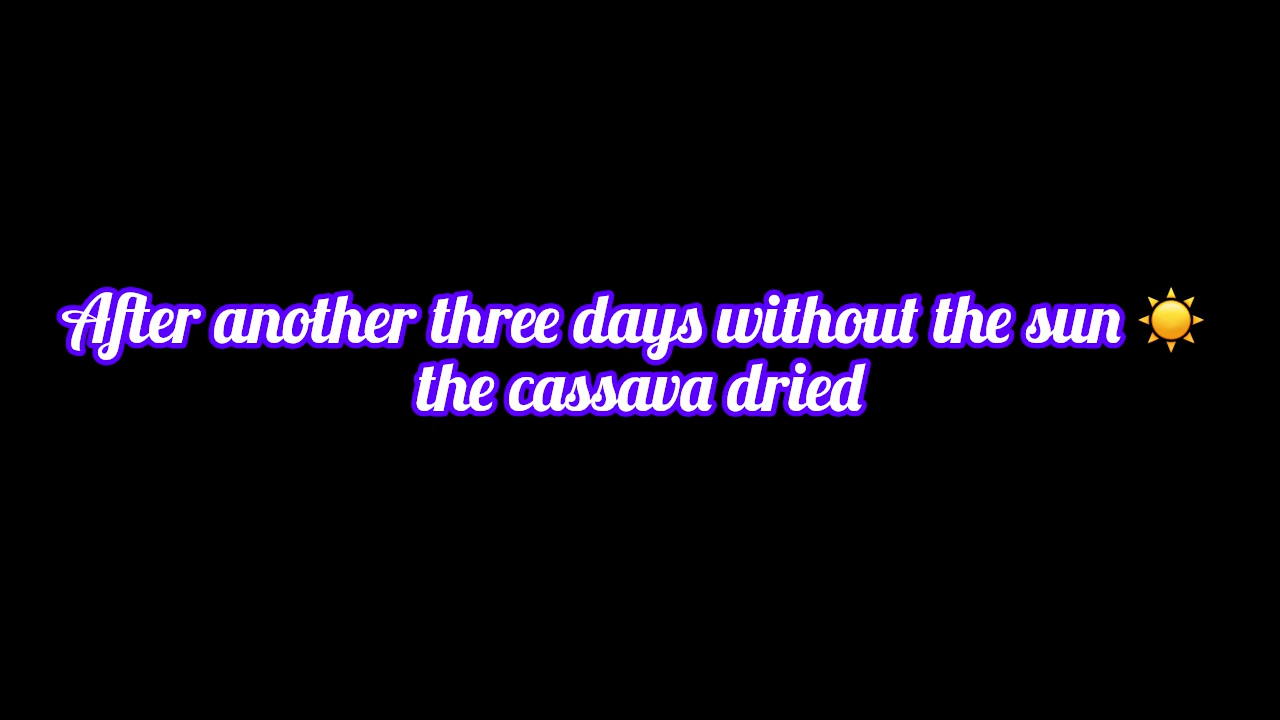 After another three days without the sun ☀️
the cassava dried